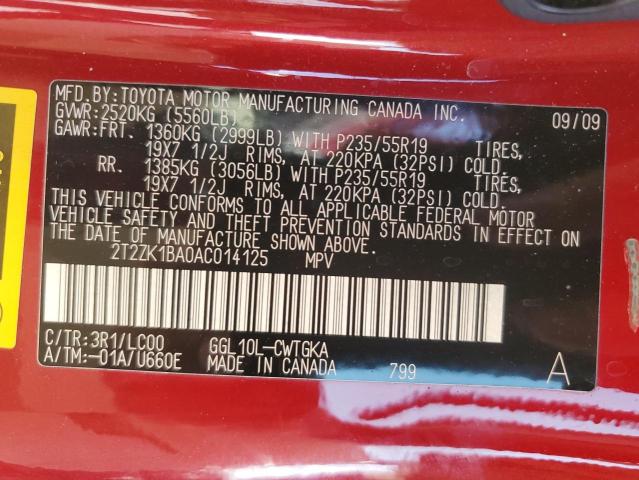 MFD.BY:TOYOTA MOTOR MANUFACTURING CANADA INC. 09/09
GVWR:2520KG (5560LB)
GAWR:FRT. 1360KG (2999LB) WITH P235/55R19 TIRES,
19X7 1/2J RIMS, AT 220KPA (32PSI) COLD.
RR. 1385KG (3056LB) WITH P235/55R19 TIRES,
19X7 1/2J RIMS, AT 220KPA (32PSI) COLD.
THIS VEHICLE CONFORMS TO ALL APPLICABLE FEDERAL MOTOR
VEHICLE SAFETY AND THEFT PREVENTION STANDARDS IN EFFECT ON
THE DATE OF MANUFACTURE SHOWN ABOVE.
2T2ZK1BA0AC014125 MPV
C/TR:3R1/LC00 GGL10L-CWTGKA
A/TM:-01A/U660E MADE IN CANADA 799 A